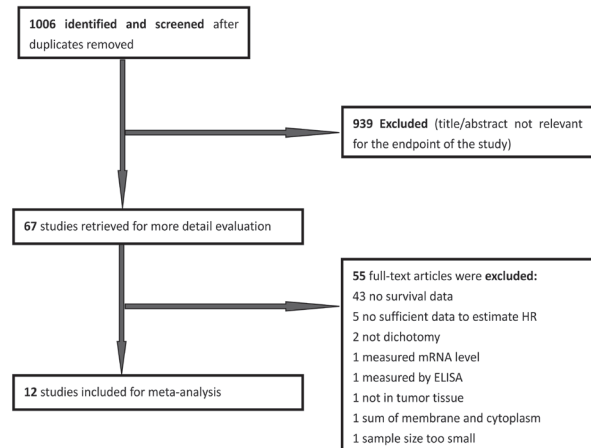 1006 identified and screened after
duplicates removed
939 Excluded (title/abstract not relevant
for the endpoint of the study)
67 studies retrieved for more detail evaluation
55 full-text articles were excluded:
43 no survival data
5 no sufficient data to estimate HR
2 not dichotomy
1 measured mRNA level
1 measured by ELISA
1 not in tumor tissue
1 sum of membrane and cytoplasm
1 sample size too small
12 studies included for meta-analysis